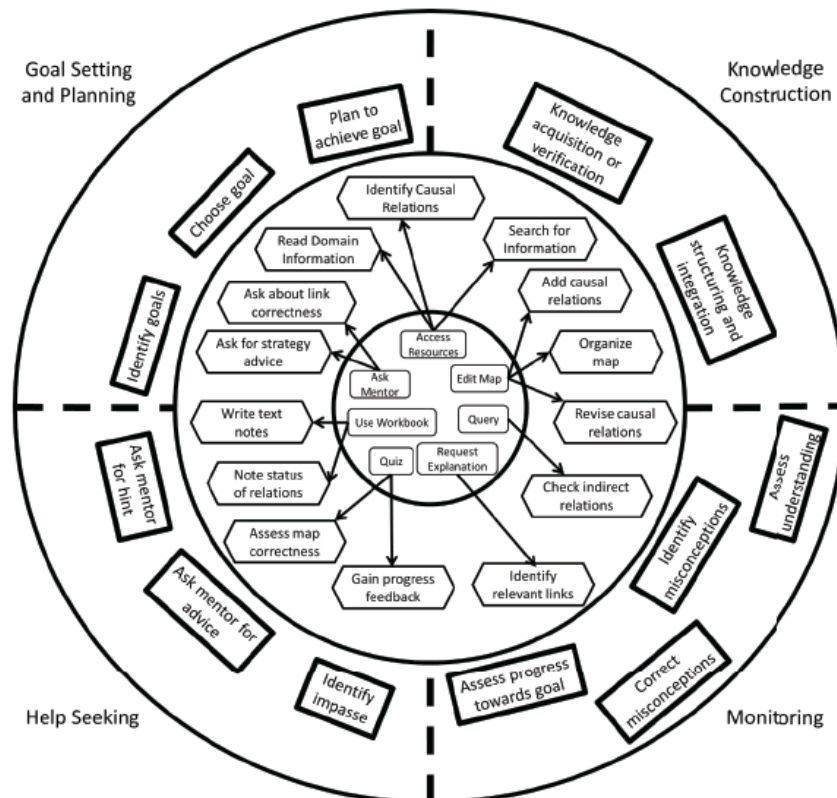 Goal Setting
and Planning
Knowledge
Construction
Plan to
achieve goal
Knowledge
acquisition or
verification
Choose goal
Identify Causal
Relations
Read Domain
Information
Search for
Information
Knowledge
structuring and
integration
Identify goals
Ask about link
correctness
Add causal
relations
Ask for strategy
advice
Access
Resources
Organize
map
Ask
Mentor
Edit Map
Write text
notes
Use Workbook
Query
Revise causal
relations
Ask mentor
for hint
Note status
of relations
Quiz
Request
Explanation
Check indirect
relations
Assess
understanding
Assess map
correctness
Identify
misconceptions
Gain progress
feedback
Identify
relevant links
Ask mentor for
advice
Identify
impasse
Assess progress
towards goal
Correct
misconceptions
Help Seeking
Monitoring